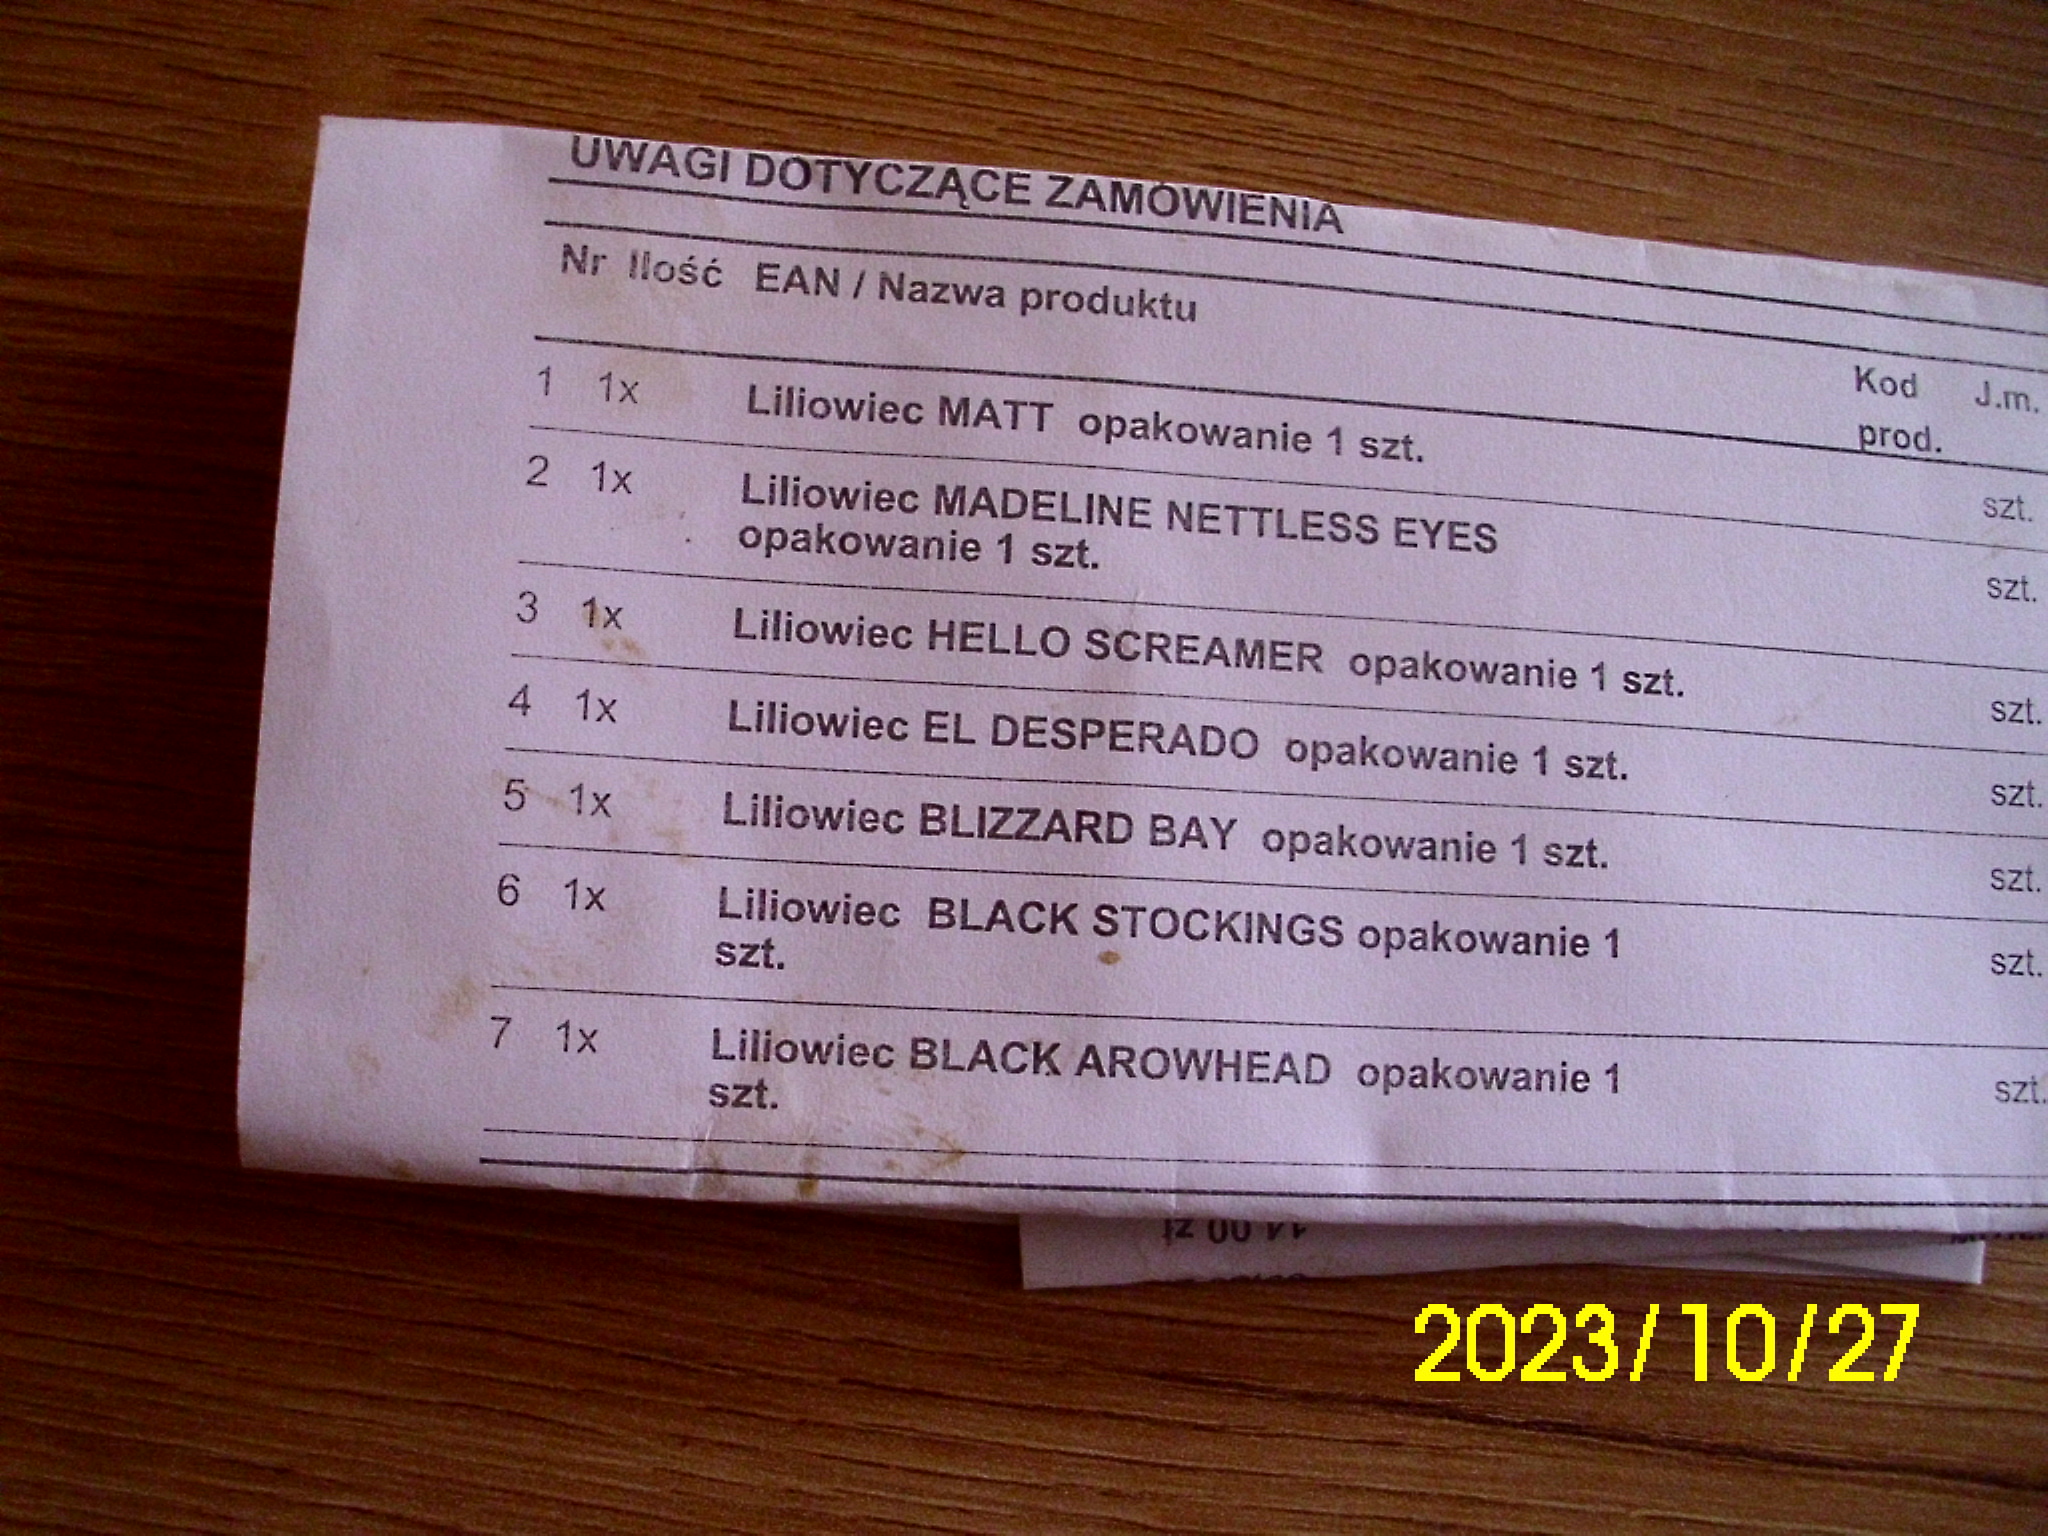 UWAGI DOTYCZĄCE ZAMÓWIENIA
Nr Ilość EAN / Nazwa produktu Kod prod. J.m.
1 1x Liliowiec MATT opakowanie 1 szt. szt.
2 1x Liliowiec MADELINE NETTLESS EYES szt.
opakowanie 1 szt.
3 1x Liliowiec HELLO SCREAMER opakowanie 1 szt. szt.
4 1x Liliowiec EL DESPERADO opakowanie 1 szt. szt.
5 1x Liliowiec BLIZZARD BAY opakowanie 1 szt. szt.
6 1x Liliowiec BLACK STOCKINGS opakowanie 1 szt.
szt.
7 1x Liliowiec BLACK AROWHEAD opakowanie 1 szt.
szt.
00 zł
2023/10/27